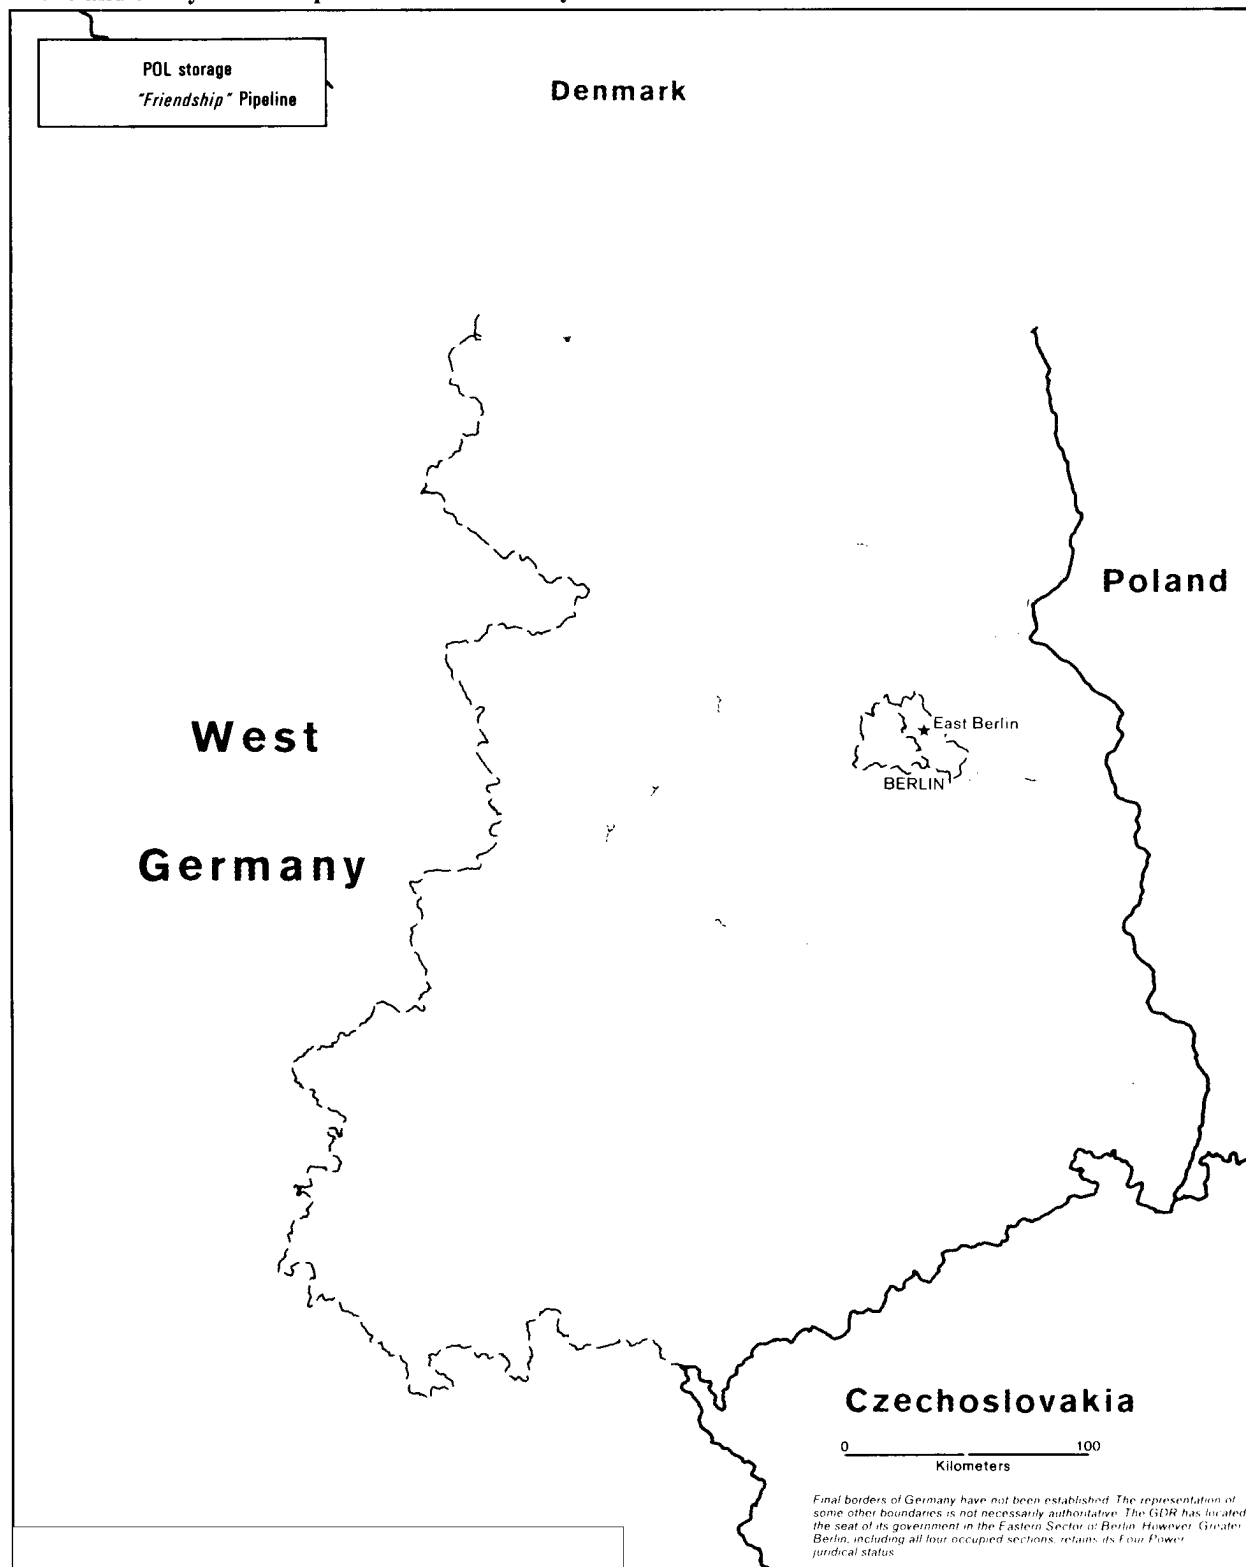 POL storage
"Friendship" Pipeline
Denmark
Poland
West
Germany
East Berlin
BERLIN
Czechoslovakia
0 100
Kilometers
Final borders of Germany have not been established. The representation of
some other boundaries is not necessarily authoritative. The GDR has located
the seat of its government in the Eastern Sector of Berlin. However, Greater
Berlin, including all four occupied sections, retains its Four Power
juridical status